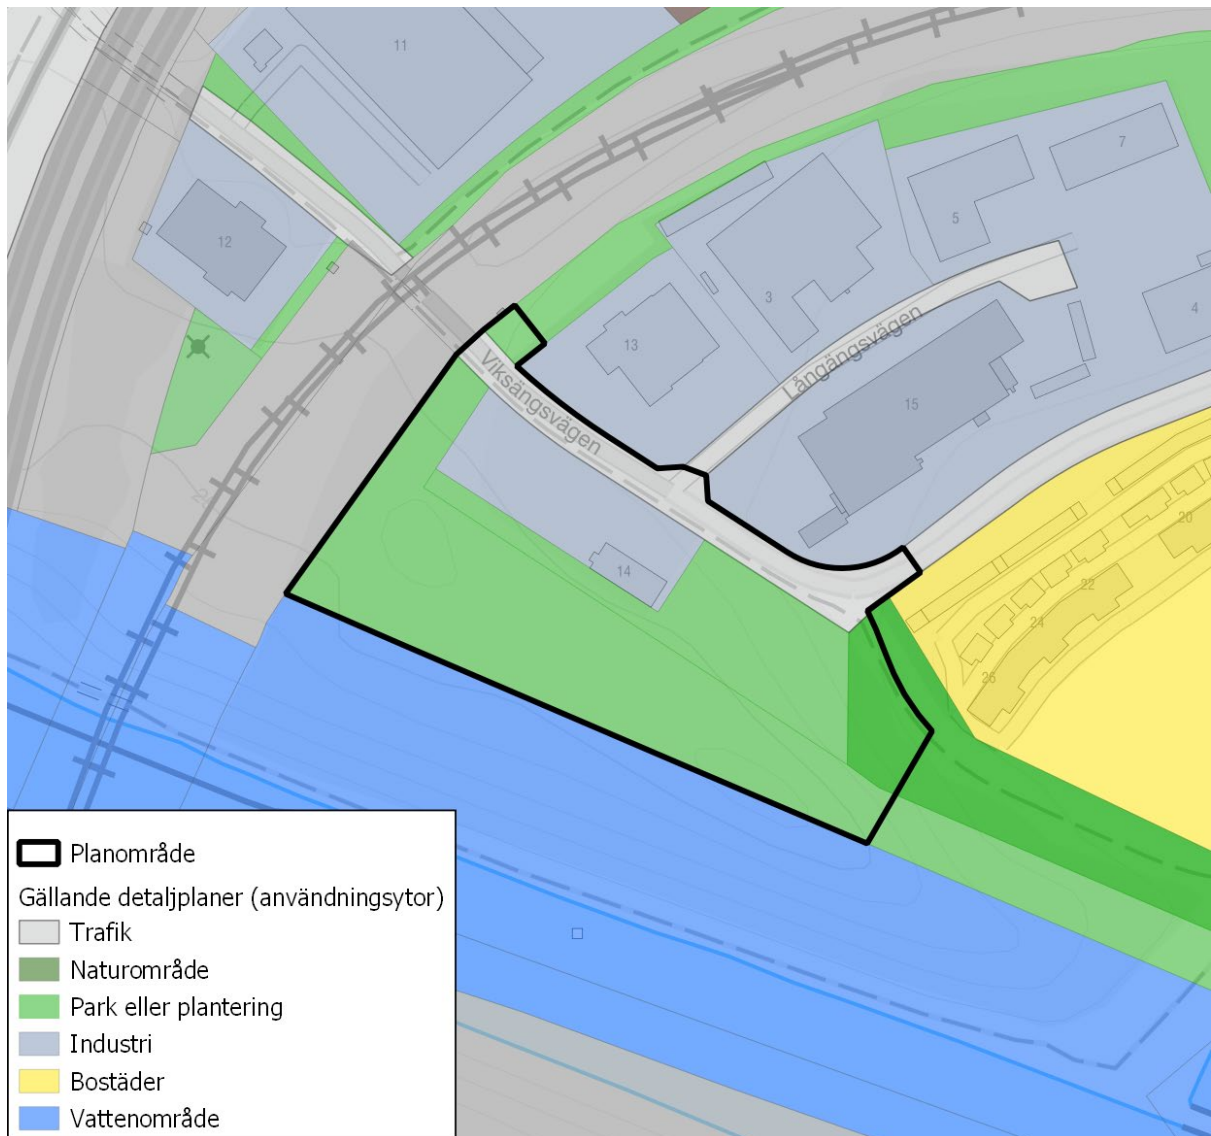 11
7
12
5
3
4
13
Viksängsvägen
Långängsvägen
15
22
20
14
22
24
26
Planområde
Gällande detaljplaner (användningsytor)
Trafik
Naturområde
Park eller plantering
Industri
Bostäder
Vattenområde